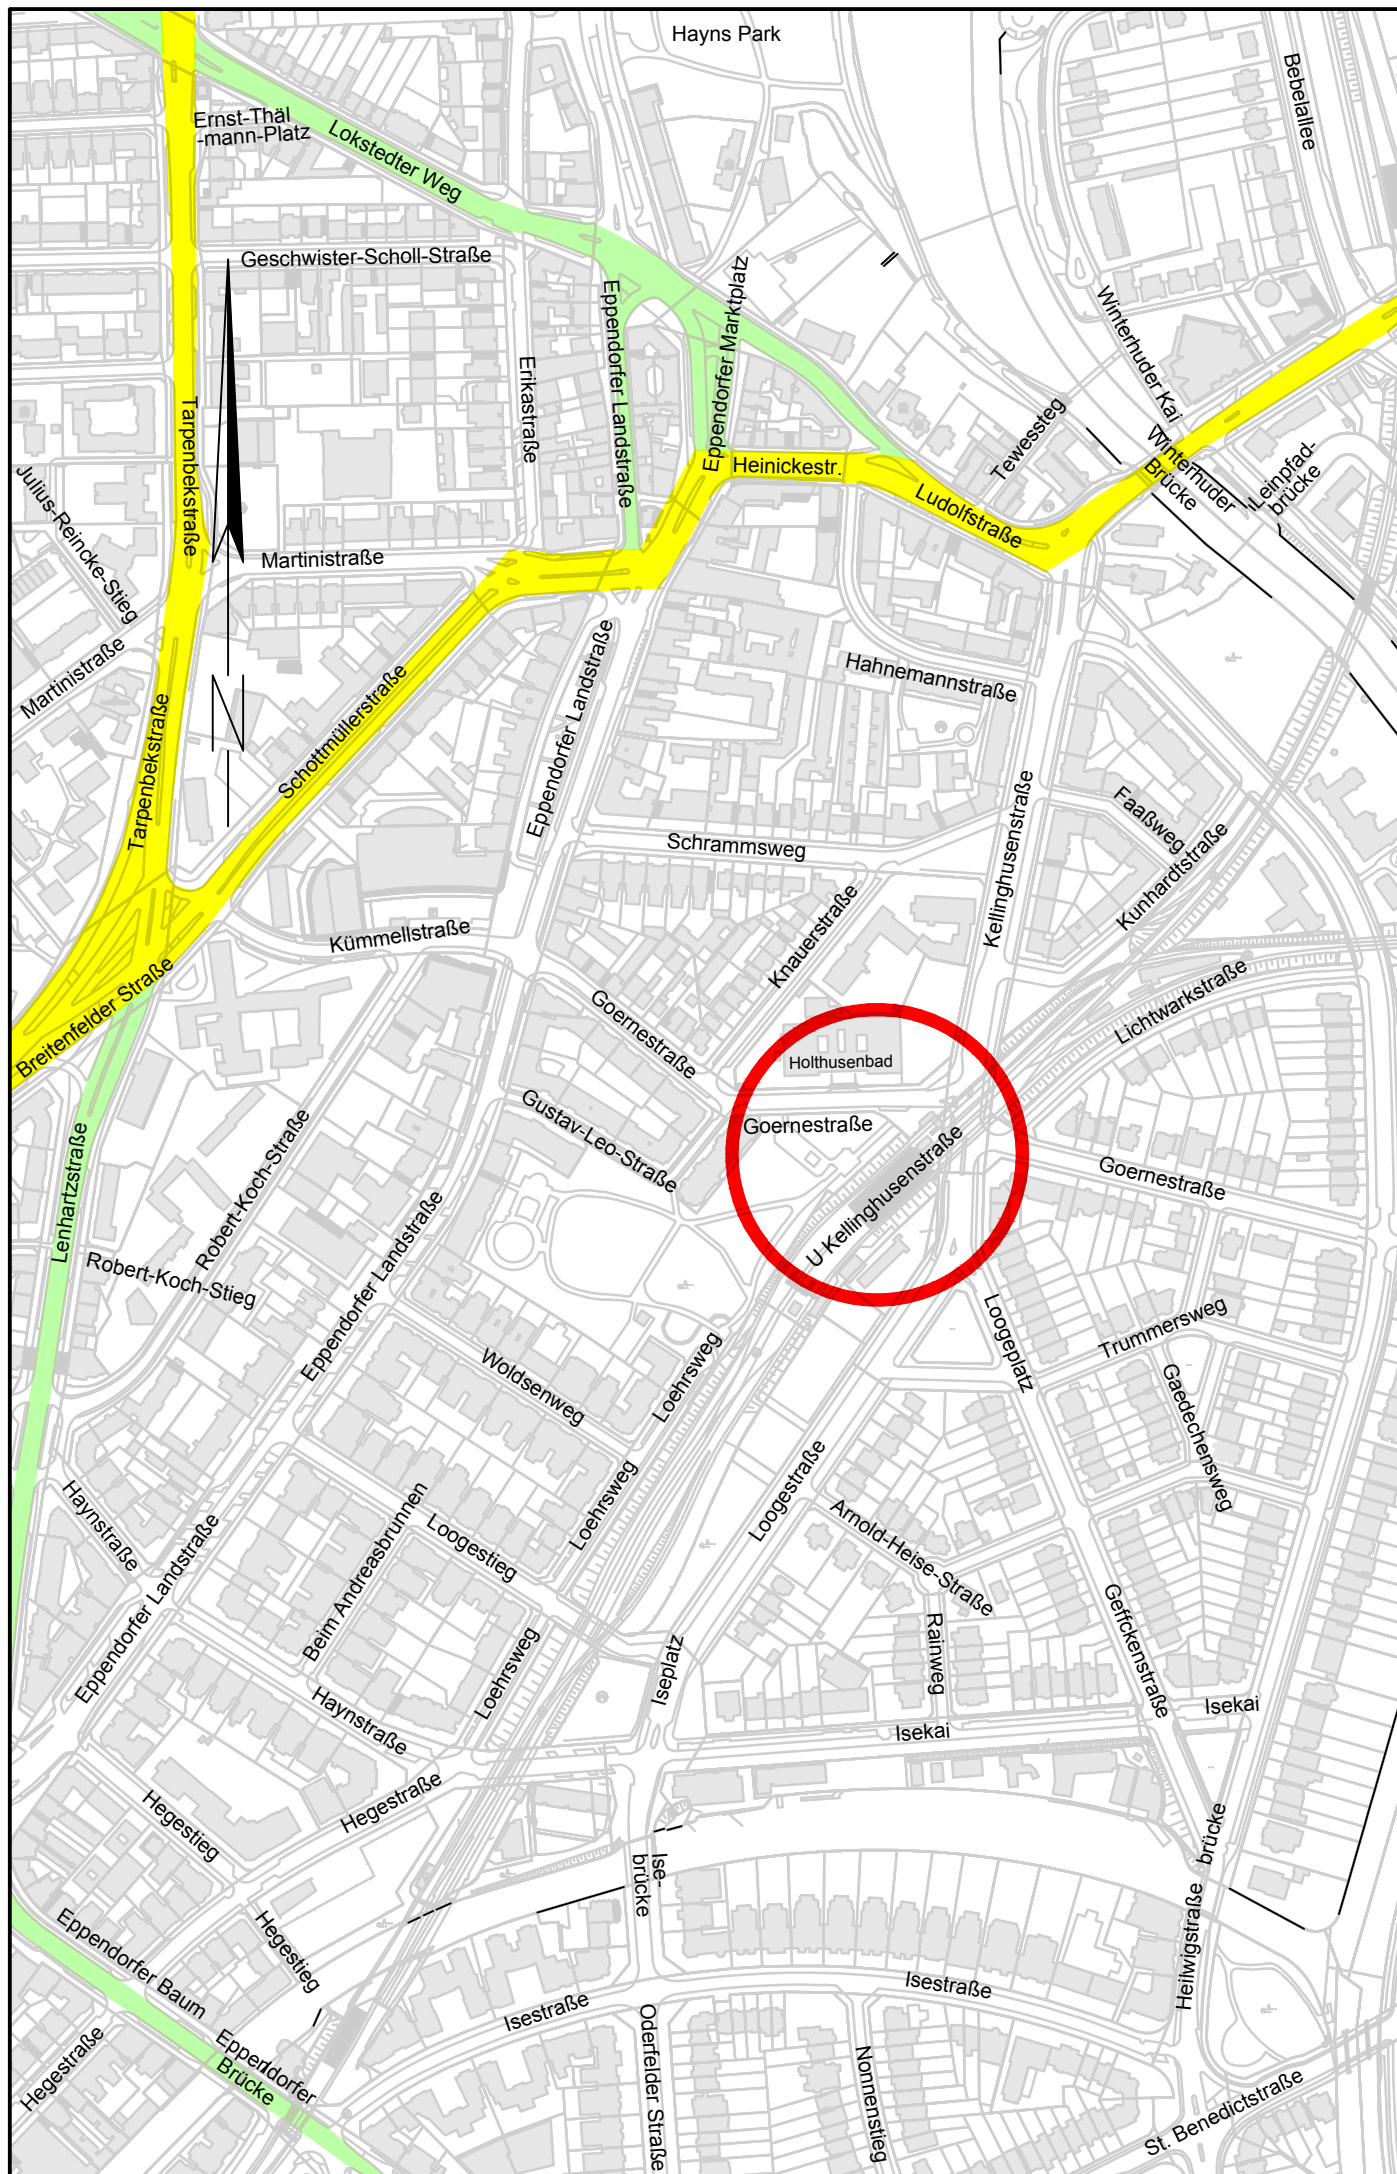 Hayns Park
Bebelallee
Ernst-Thäl
-mann-Platz
Lokstedter Weg
Geschwister-Scholl-Straße
Eppendorfer Marktplatz
Eppendorfer Landstraße
Erikastraße
Winterhuder Kai
Tarpenbekstraße
Tewessteg
Heinickestr.
Winterhuder
Brücke
Leinpfad-
brücke
Julius-Reincke-Stieg
Ludolfstraße
Martinistraße
Martinistraße
Hahnemannstraße
Eppendorfer Landstraße
Schottmüllerstraße
Tarpenbekstraße
N
Kellinghusenstraße
Faaßweg
Schrammsweg
Kunhardtstraße
Knauerstraße
Kümmellstraße
Breitenfelder Straße
Goernestraße
Lichtwarkstraße
Holthusenbad
Goernestraße
Gustav-Leo-Straße
U Kellinghusenstraße
Goernestraße
Lenhartzstraße
Robert-Koch-Straße
Robert-Koch-Stieg
Eppendorfer Landstraße
Loogeplatz
Trummersweg
Woldsenweg
Loehrsweg
Gaedechensweg
Loogestraße
Loehrsweg
Haynstraße
Loogestieg
Beim Andreasbrunnen
Arnold-Heise-Straße
Eppendorfer Landstraße
Geffckenstraße
Rainweg
Loehrsweg
Iseplatz
Haynstraße
Isekai
Isekai
Hegestraße
Hegestieg
Ise-
brücke
Heilwigstraße
brücke
Eppendorfer Baum
Hegestieg
Isestraße
Isestraße
Oderfelder Straße
Nonnenstieg
Hegestraße
Eppendorfer
Brücke
St. Benedictstraße